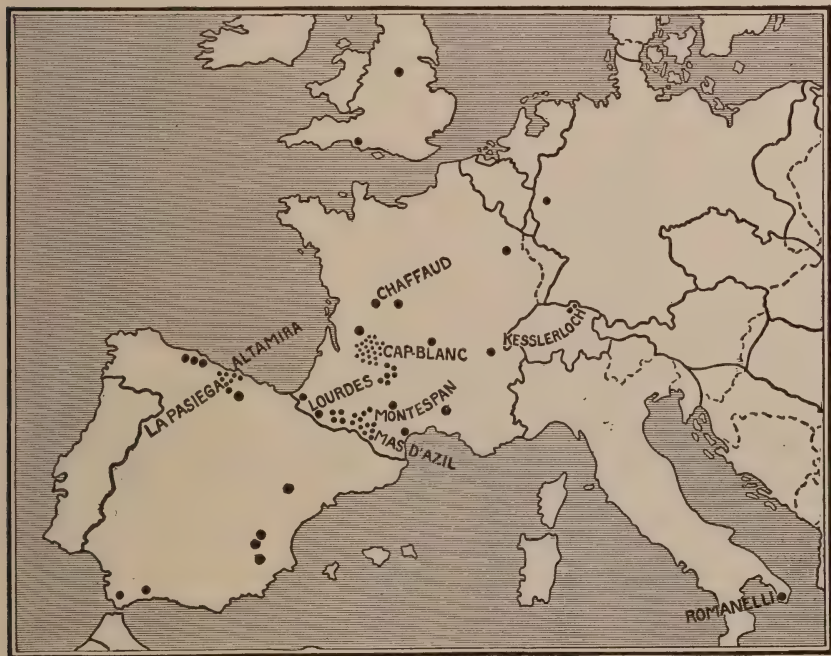 CHAFFAUD
KESSLERLOCH
ALTAMIRA
CAP-BLANC
LA PASIEGA
LOURDES
MONTESPAN
MAS D'AZIL
ROMANELLI